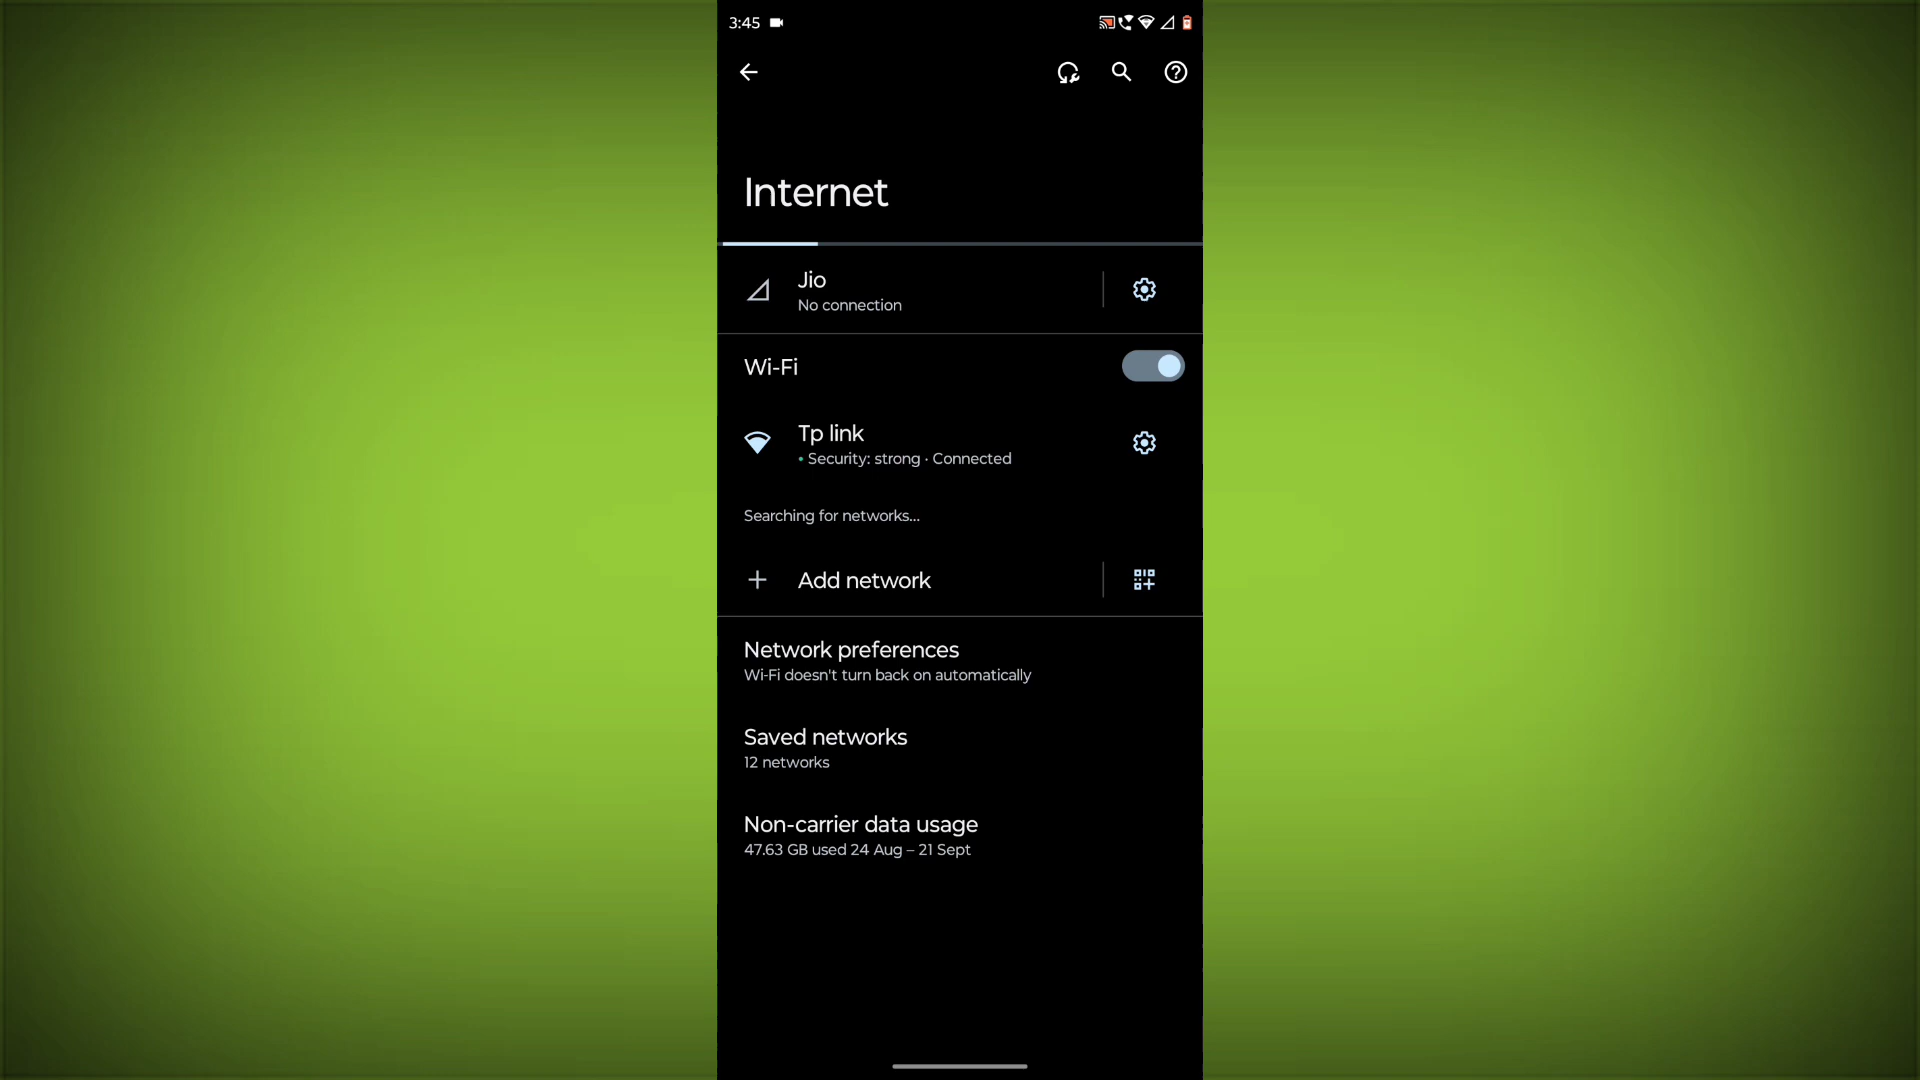 3:45
Internet
Jio
No connection
Wi-Fi
Tp link
• Security: strong · Connected
Searching for networks...
Add network
Network preferences
Wi-Fi doesn't turn back on automatically
Saved networks
12 networks
Non-carrier data usage
47.63 GB used 24 Aug – 21 Sept